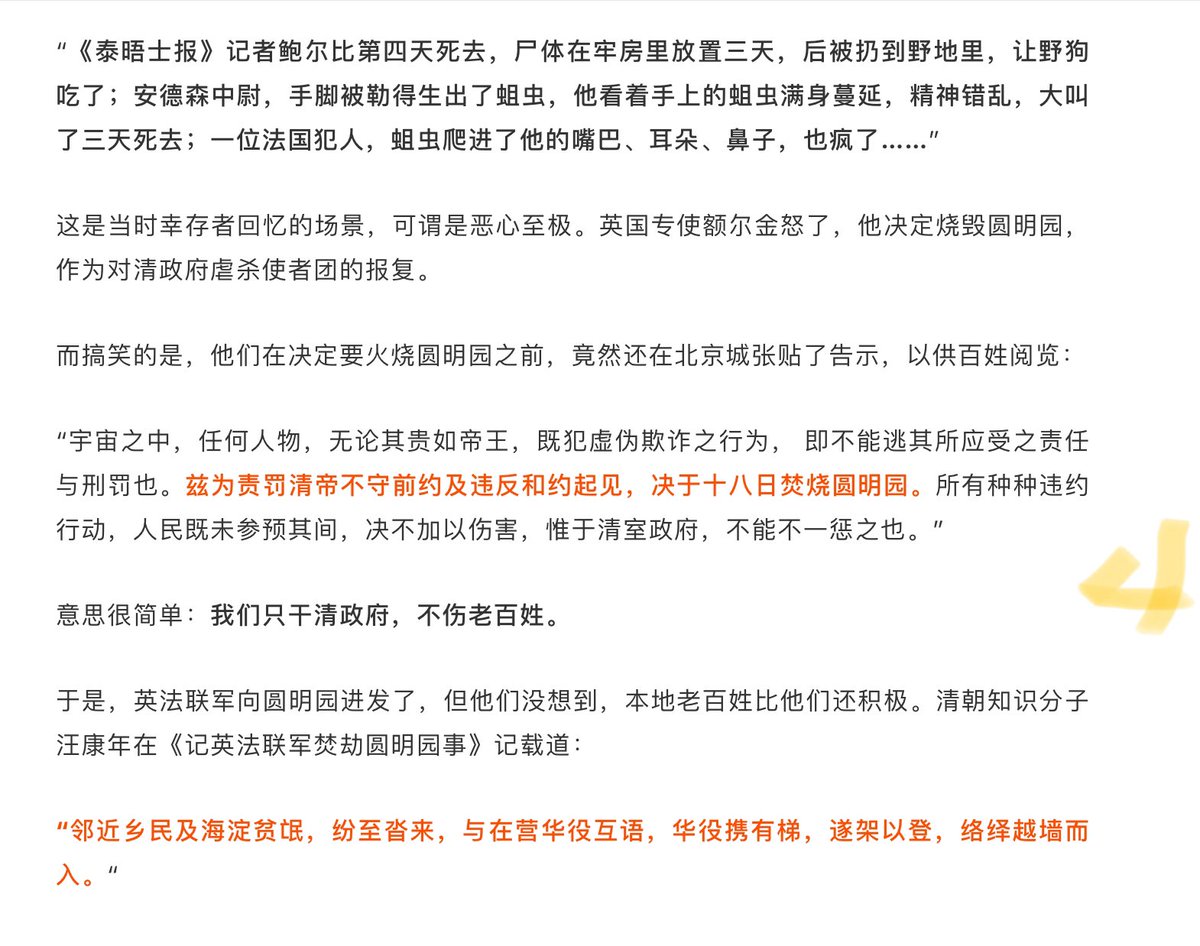 “《泰晤士报》记者鲍尔比第四天死去，尸体在牢房里放置三天，后被扔到野地里，让野狗
吃了；安德森中尉，手脚被勒得生出了蛆虫，他看着手上的蛆虫满身蔓延，精神错乱，大叫
了三天死去；一位法国犯人，蛆虫爬进了他的嘴巴、耳朵、鼻子，也疯了……”
这是当时幸存者回忆的场景，可谓是恶心至极。英国专使额尔金怒了，他决定烧毁圆明园，
作为对清政府虐杀使者团的报复。
而搞笑的是，他们在决定要火烧圆明园之前，竟然还在北京城张贴了告示，以供百姓阅览：
“宇宙之中，任何人物，无论其贵如帝王，既犯虚伪欺诈之行为， 即不能逃其所应受之责任
与刑罚也。兹为责罚清帝不守前约及违反和约起见，决于十八日焚烧圆明园。所有种种违约
行动，人民既未参预其间，决不加以伤害，惟于清室政府，不能不一惩之也。”
4
意思很简单：我们只干清政府，不伤老百姓。
于是，英法联军向圆明园进发了，但他们没想到，本地老百姓比他们还积极。清朝知识分子
汪康年在《记英法联军焚劫圆明园事》记载道：
“邻近乡民及海淀贫氓，纷至沓来，与在营华役互语，华役携有梯，遂架以登，络绎越墙而
入。“